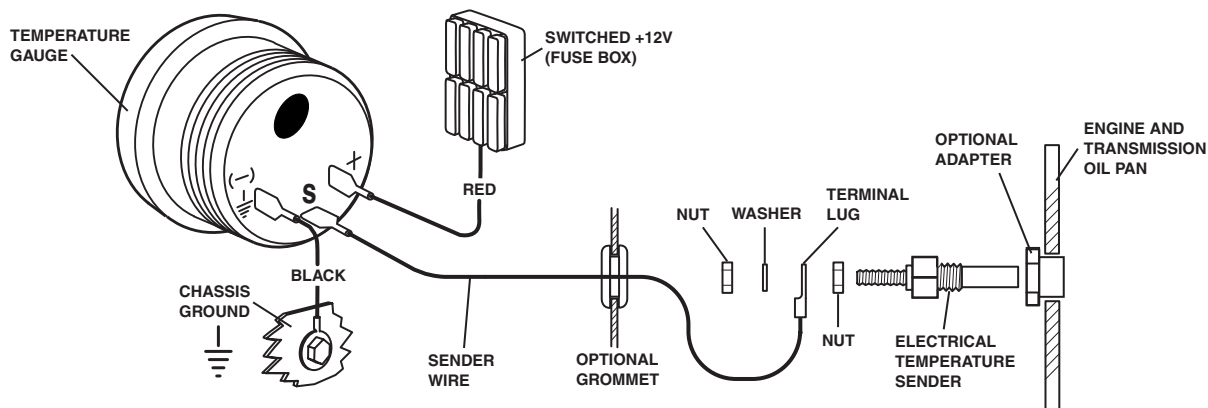 TEMPERATURE
GAUGE
SWITCHED +12V
(FUSE BOX)
(–)
S
+
RED
BLACK
CHASSIS
GROUND
SENDER
WIRE
OPTIONAL
GROMMET
NUT
WASHER
TERMINAL
LUG
NUT
ELECTRICAL
TEMPERATURE
SENDER
OPTIONAL
ADAPTER
ENGINE AND
TRANSMISSION
OIL PAN